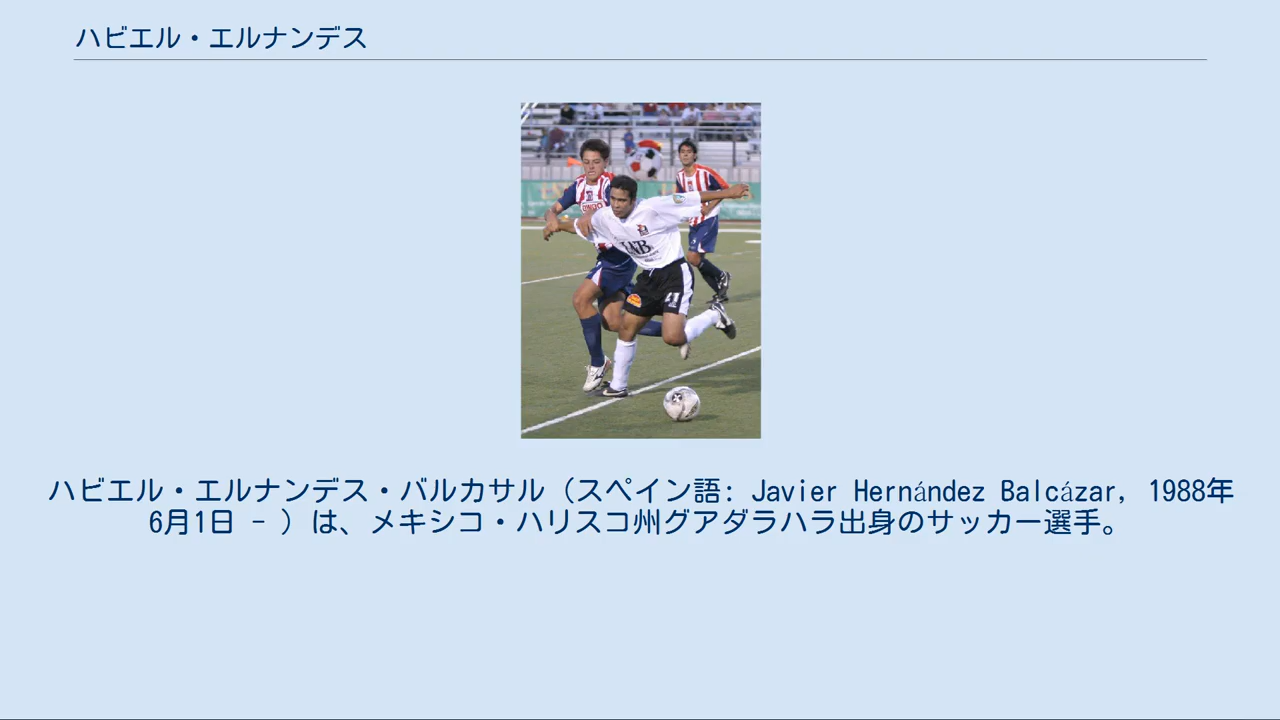 ハビエル・エルナンデス
ハビエル・エルナンデス・バルカサル（スペイン語: Javier Hernández Balcázar, 1988年
6月1日 - ）は、メキシコ・ハリスコ州グアダラハラ出身のサッカー選手。
21